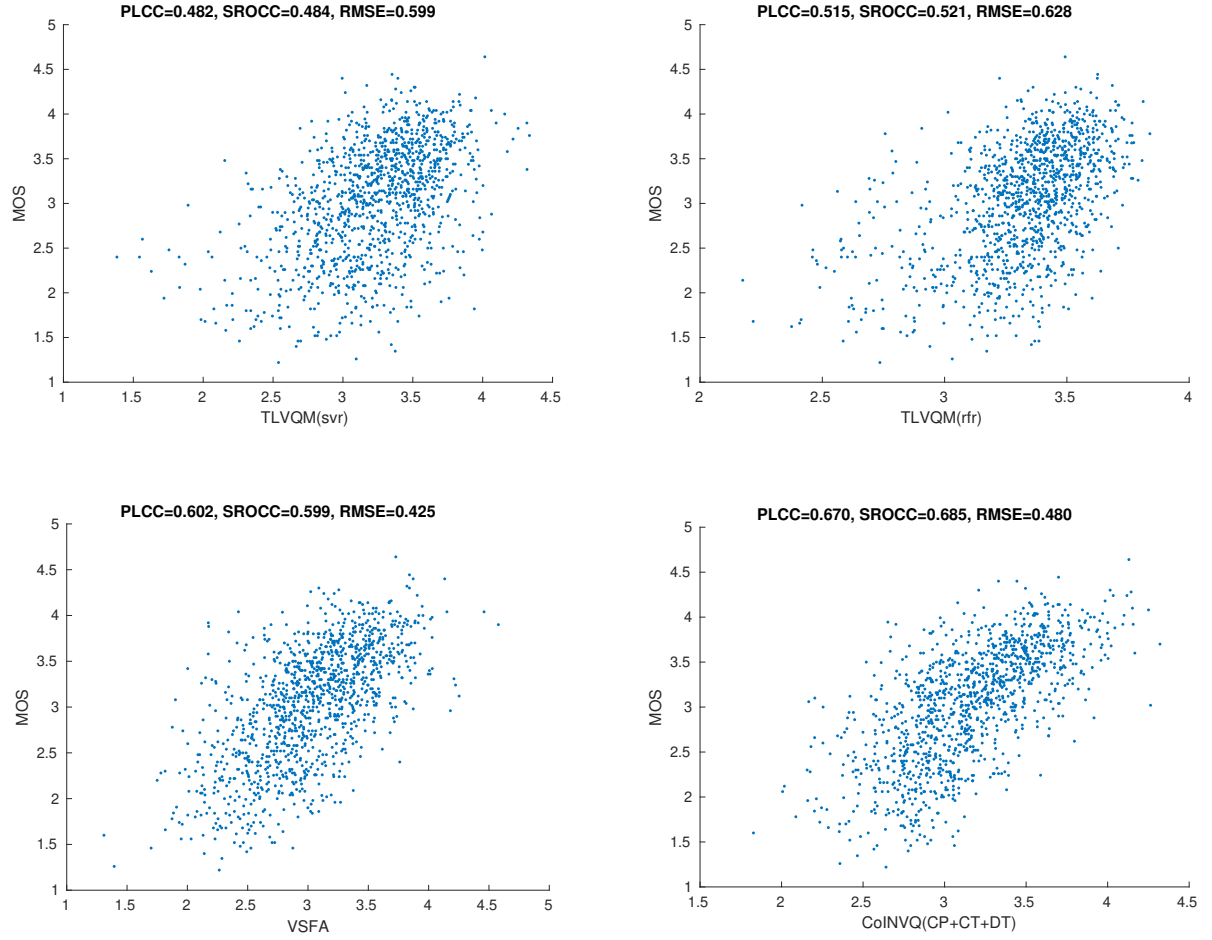 PLCC=0.482, SROCC=0.484, RMSE=0.599
5
4.5
4
3.5
3
2.5
2
1.5
1
MOS
1 1.5 2 2.5 3 3.5 4 4.5
TLVQM(svr)
PLCC=0.515, SROCC=0.521, RMSE=0.628
5
4.5
4
3.5
3
2.5
2
1.5
1
MOS
2 2.5 3 3.5 4
TLVQM(rfr)
PLCC=0.602, SROCC=0.599, RMSE=0.425
5
4.5
4
3.5
3
2.5
2
1.5
1
MOS
1 1.5 2 2.5 3 3.5 4 4.5 5
VSFA
PLCC=0.670, SROCC=0.685, RMSE=0.480
5
4.5
4
3.5
3
2.5
2
1.5
1
MOS
1.5 2 2.5 3 3.5 4 4.5
CoINVQ(CP+CT+DT)